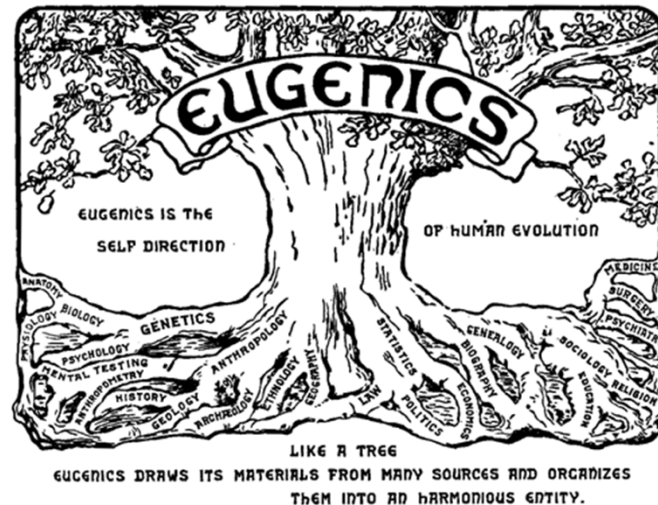 EUGENICS
EUGENICS IS THE
SELF DIRECTION
OF HUMAN EVOLUTION
ANATOMY
PHYSIOLOGY
BIOLOGY
GENETICS
PSYCHOLOGY
MENTAL TESTING
ANTHROPOMETRY
HISTORY
GEOLOGY
ANTHROPOLOGY
ARCHAEOLOGY
ETHNOLOGY
GEOGRAPHY
LAW
STATISTICS
POLITICS
ECONOMICS
BIOGRAPHY
GENEALOGY
EDUCATION
SOCIOLOGY
RELIGION
PSYCHIATRY
SURGERY
MEDICINE
LIKE A TREE
EUGENICS DRAWS ITS MATERIALS FROM MANY SOURCES AND ORGANIZES
THEM INTO AN HARMONIOUS ENTITY.